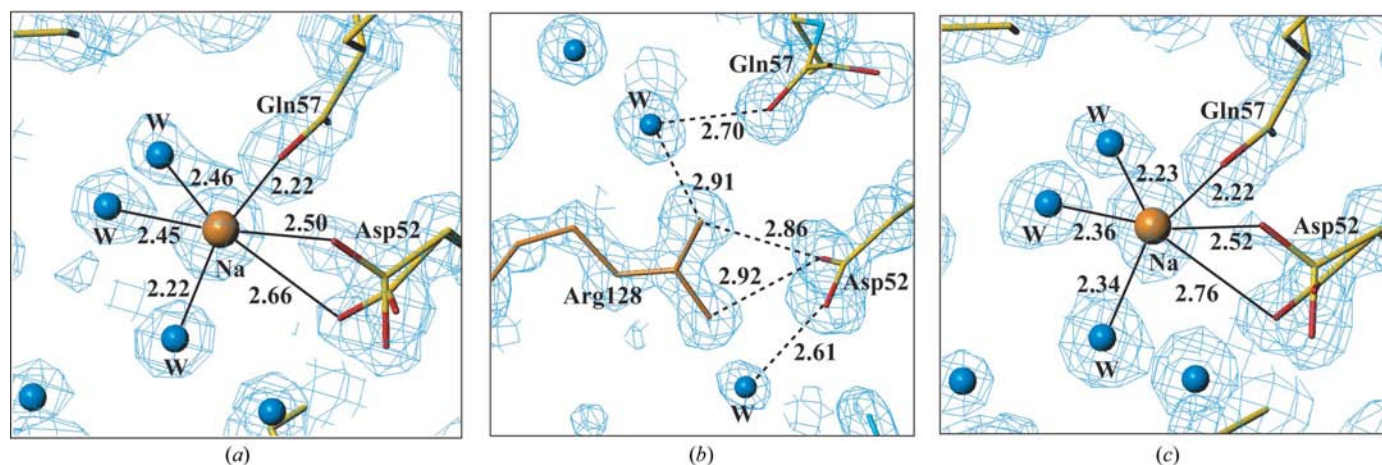 Gln57
W
2.46
2.22
W
2.45
2.50
Asp52
Na
2.22
2.66
W
(a)
Gln57
W
2.70
2.91
2.86
2.92
Asp52
Arg128
2.61
W
(b)
Gln57
W
2.23
2.22
W
2.36
2.52
Asp52
Na
2.34
2.76
W
(c)